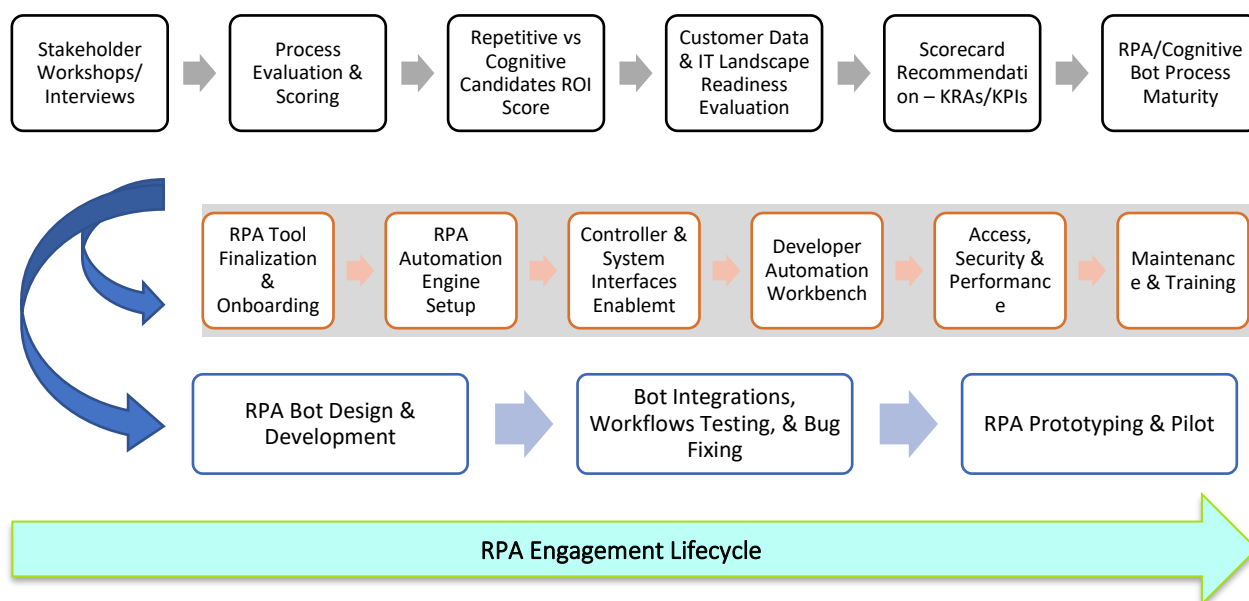 Stakeholder
Workshops/
Interviews
Process
Evaluation &
Scoring
Repetitive vs
Cognitive
Candidates ROI
Score
Customer Data
& IT Landscape
Readiness
Evaluation
Scorecard
Recommendati
on – KRAs/KPIs
RPA/Cognitive
Bot Process
Maturity
RPA Tool
Finalization
&
Onboarding
RPA
Automation
Engine
Setup
Controller &
System
Interfaces
Enablemt
Developer
Automation
Workbench
Access,
Security &
Performanc
e
Maintenanc
e & Training
RPA Bot Design &
Development
Bot Integrations,
Workflows Testing, & Bug
Fixing
RPA Prototyping & Pilot
RPA Engagement Lifecycle